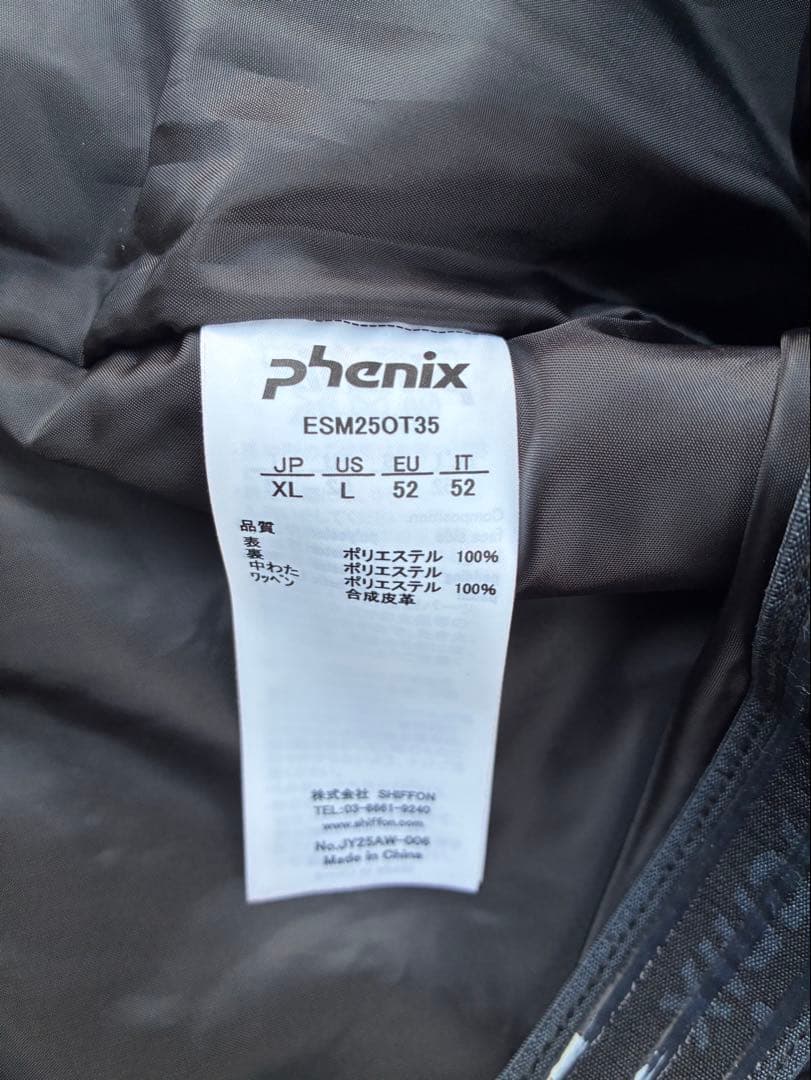 phenix
ESM25OT35
JP US EU IT
XL L 52 52
品質
表 ポリエステル 100%
裏 ポリエステル
中わた ポリエステル 100%
ワッペン 合成皮革
株式会社 SHIFFON
TEL:03-6661-9240
www.shiffon.com
No.JY25AW-006
Made in China